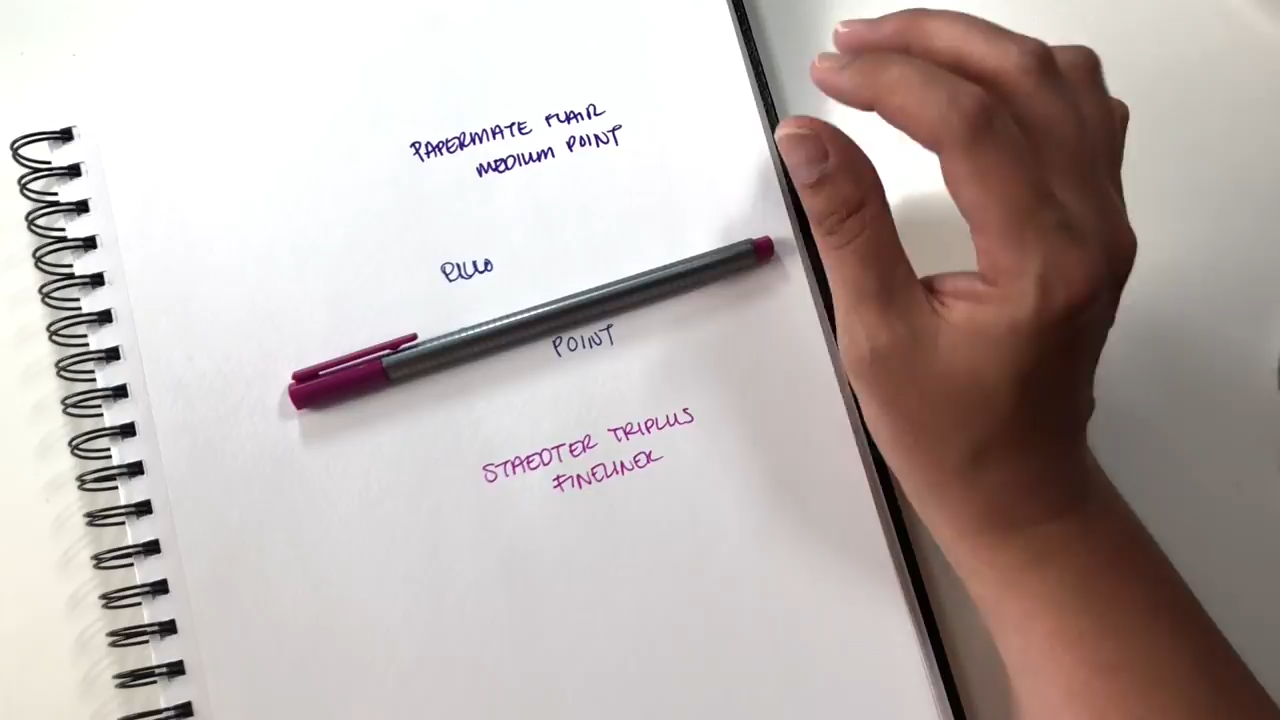 PAPERMATE FLAIR
MEDIUM POINT
POINT
STAEDTER TRIPLUS
FINELINER